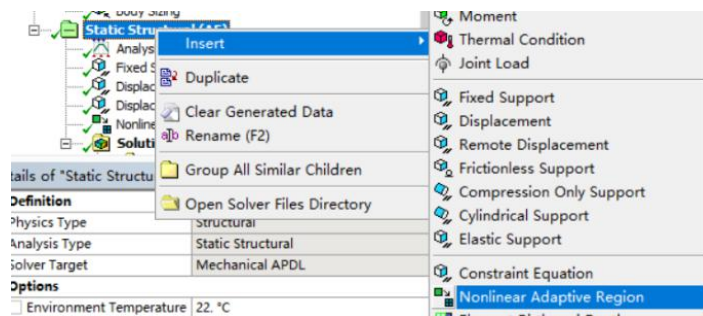 Body Sizing
Static Structural (A5)
Analys
Fixed S
Displac
Displac
Nonline
Soluti
Insert
Duplicate
Clear Generated Data
Rename (F2)
Group All Similar Children
Open Solver Files Directory
Moment
Thermal Condition
Joint Load
Fixed Support
Displacement
Remote Displacement
Frictionless Support
Compression Only Support
Cylindrical Support
Elastic Support
Constraint Equation
Nonlinear Adaptive Region
tails of "Static Structu
Definition
Physics Type Structural
Analysis Type Static Structural
Solver Target Mechanical APDL
Options
Environment Temperature 22. °C